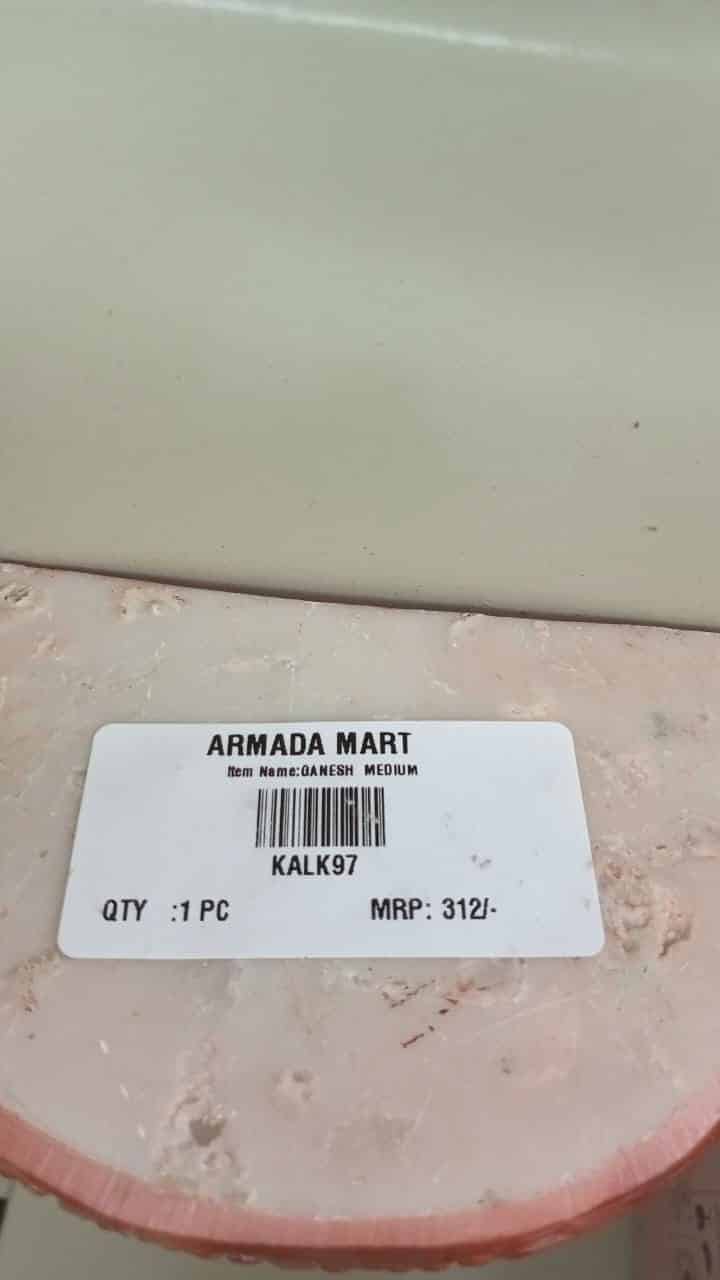 ARMADA MART
Item Name:GANESH MEDIUM
KALK97
QTY :1 PC MRP: 312/-